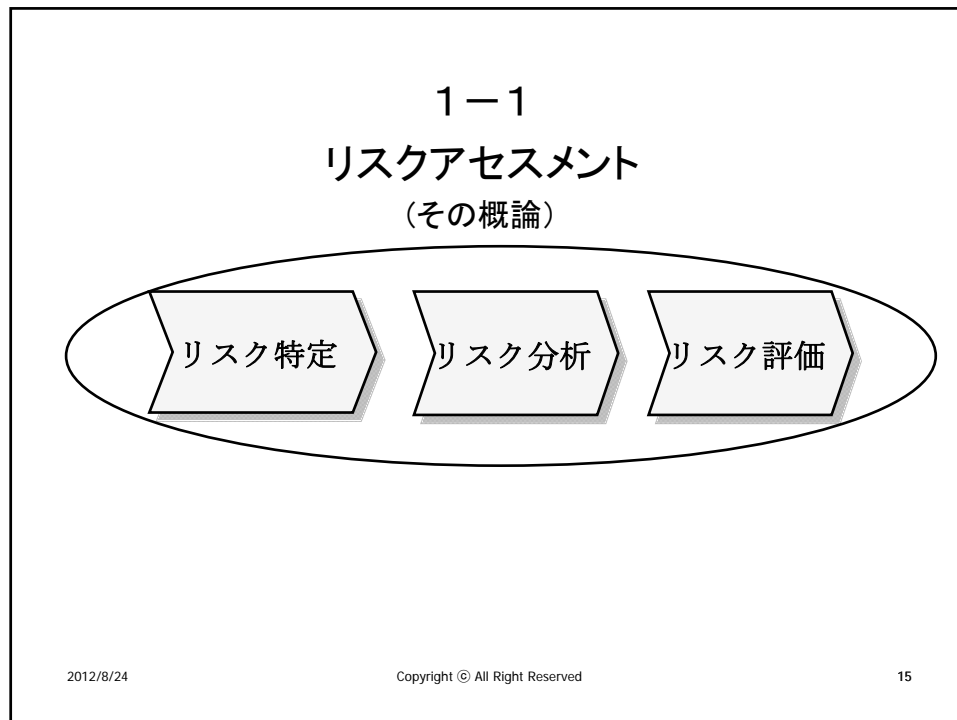 １－１
リスクアセスメント
（その概論）
リスク特定
リスク分析
リスク評価
2012/8/24
Copyright ⓒ All Right Reserved
15